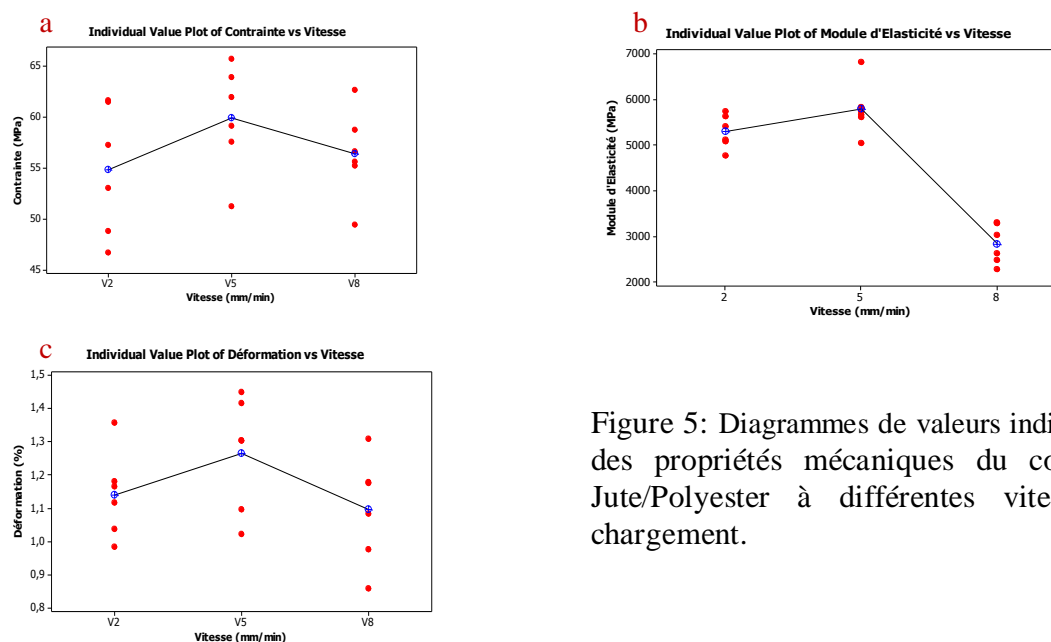 a
Individual Value Plot of Contrainte vs Vitesse
65
60
55
50
45
Contrainte (MPa)
V2 V5 V8
Vitesse (mm/min)
b
Individual Value Plot of Module d'Elasticité vs Vitesse
7000
6000
5000
4000
3000
2000
Module d'Elasticité (MPa)
2 5 8
Vitesse (mm/min)
c
Individual Value Plot of Déformation vs Vitesse
1,5
1,4
1,3
1,2
1,1
1,0
0,9
0,8
Déformation (%)
V2 V5 V8
Vitesse (mm/min)
Figure 5: Diagrammes de valeurs indi
des propriétés mécaniques du co
Jute/Polyester à différentes vite
chargement.